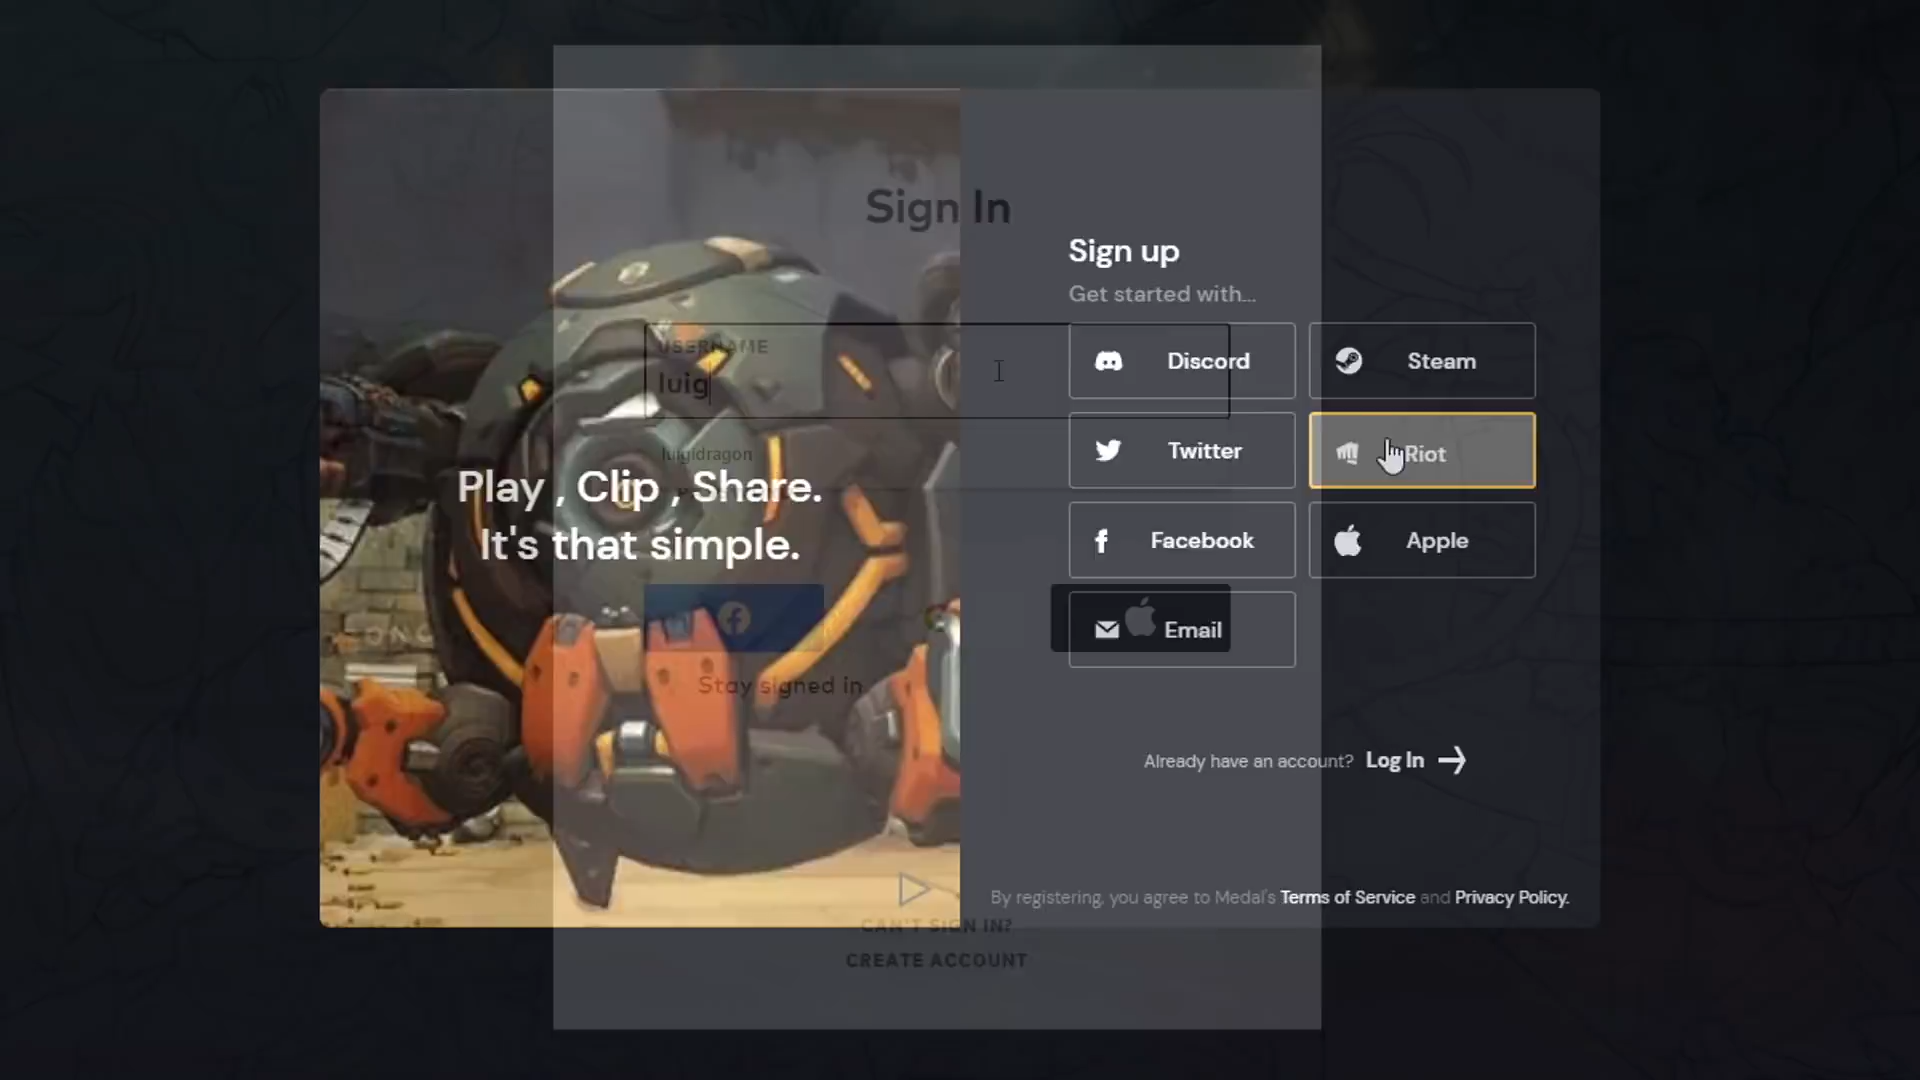 Sign In
Sign up
Get started with...
USERNAME
luig
Discord
Steam
luigidragon
Twitter
Riot
Play , Clip , Share.
It's that simple.
Facebook
Apple
Email
Stay signed in
Already have an account? Log In
By registering, you agree to Medal's Terms of Service and Privacy Policy.
CAN'T SIGN IN?
CREATE ACCOUNT